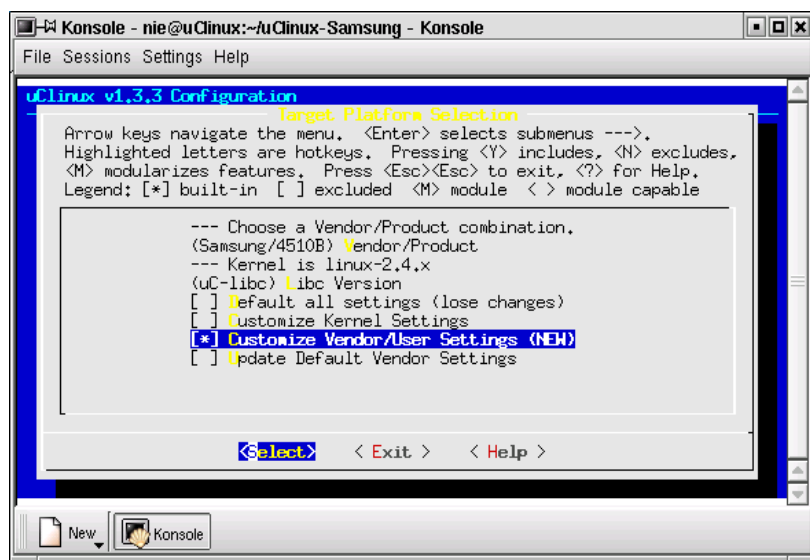 Konsole - nie@uClinux:~/uClinux-Samsung - Konsole
File Sessions Settings Help
uClinux v1.3.3 Configuration
Target Platform Selection
Arrow keys navigate the menu. <Enter> selects submenus --->.
Highlighted letters are hotkeys. Pressing <Y> includes, <N> excludes,
<M> modularizes features. Press <Esc><Esc> to exit, <?> for Help.
Legend: [*] built-in [ ] excluded <M> module < > module capable
--- Choose a Vendor/Product combination.
(Samsung/4510B) Vendor/Product
--- Kernel is linux-2.4.x
(uC-libc) Libc Version
[ ] Default all settings (lose changes)
[ ] Customize Kernel Settings
[*] Customize Vendor/User Settings (NEW)
[ ] Update Default Vendor Settings
<Select> < Exit > < Help >
New Konsole